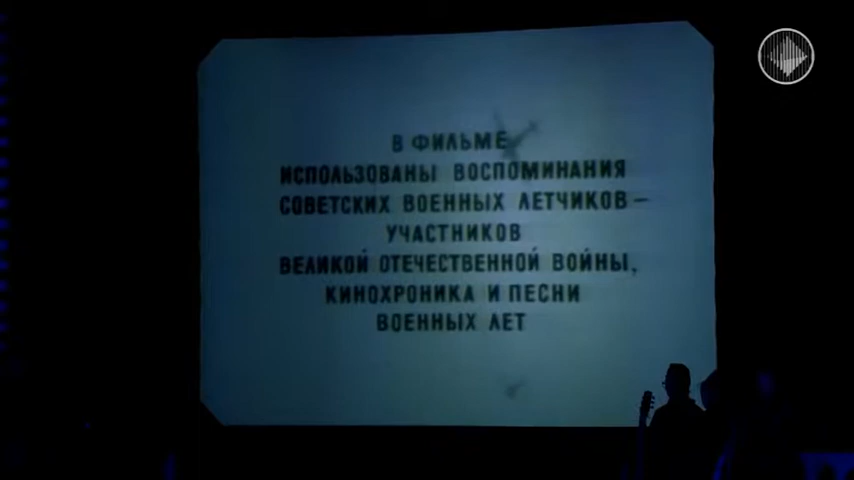 В ФИЛЬМЕ
ИСПОЛЬЗОВАНЫ ВОСПОМИНАНИЯ
СОВЕТСКИХ ВОЕННЫХ ЛЕТЧИКОВ —
УЧАСТНИКОВ
ВЕЛИКОЙ ОТЕЧЕСТВЕННОЙ ВОЙНЫ,
КИНОХРОНИКА И ПЕСНИ
ВОЕННЫХ ЛЕТ